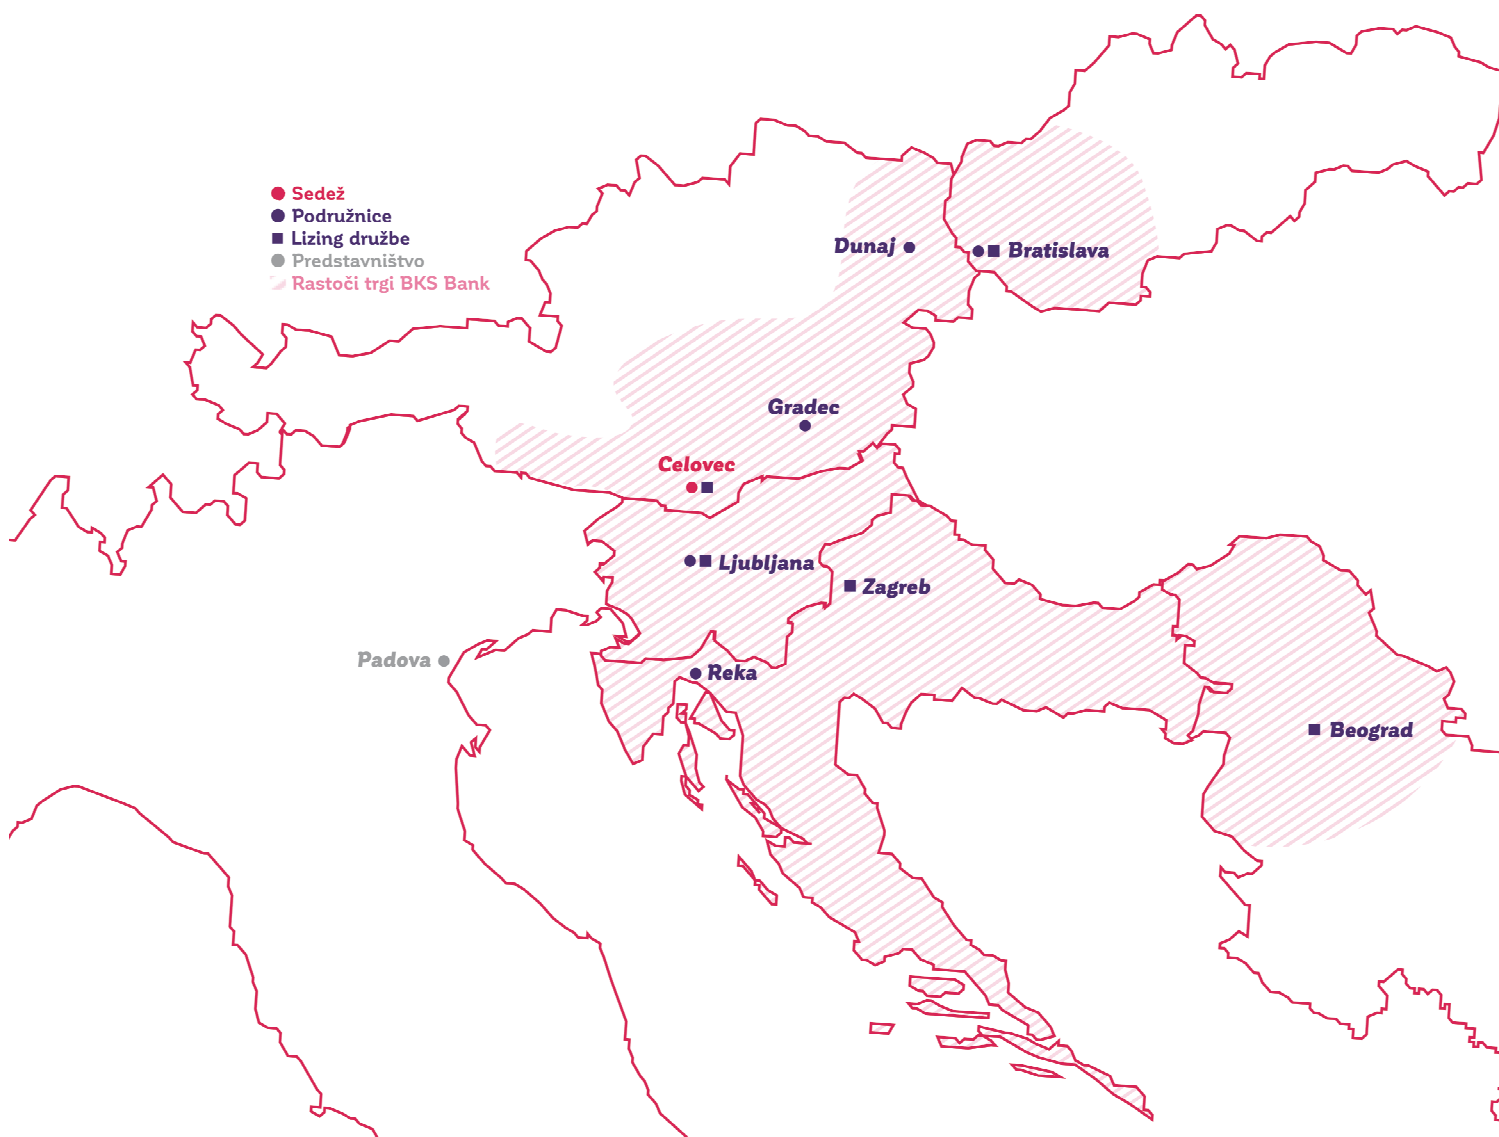 Sedež
Podružnice
Lizing družbe
Predstavništvo
Rastoči trgi BKS Bank
Dunaj
Bratislava
Gradec
Celovec
Ljubljana
Zagreb
Padova
Reka
Beograd